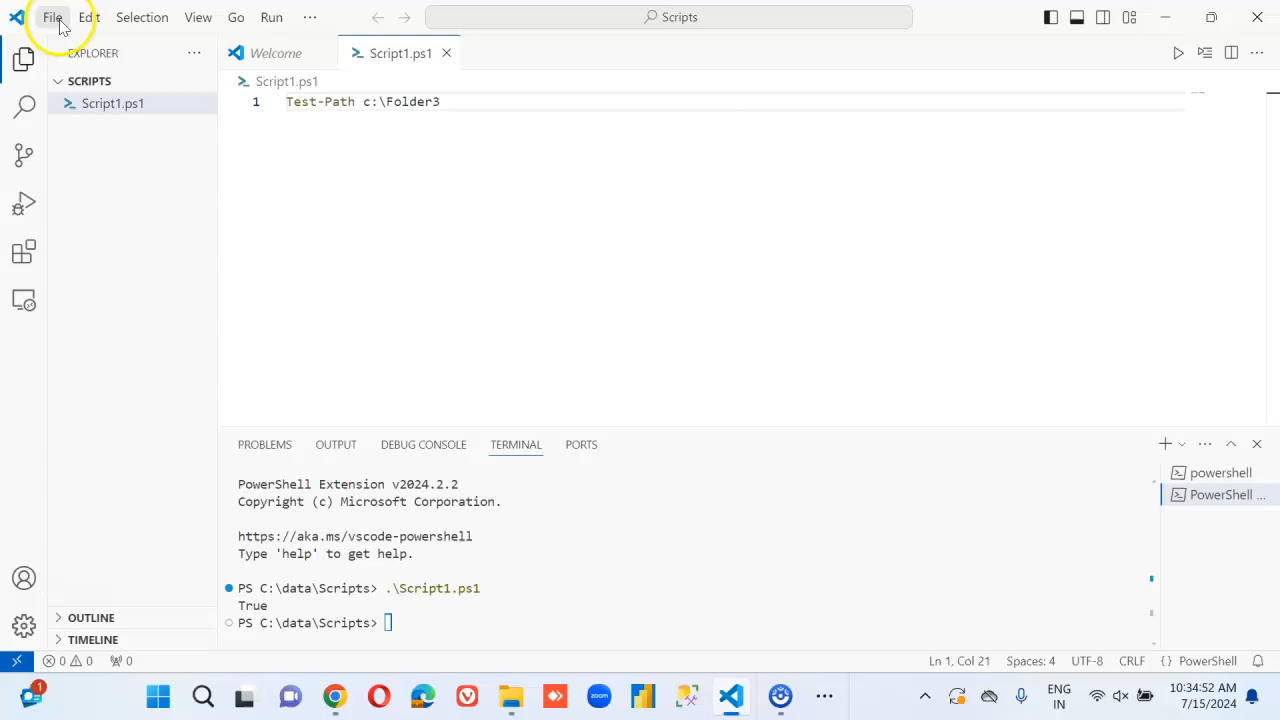 File Edit Selection View Go Run ···
Scripts
EXPLORER ···
Welcome
Script1.ps1
SCRIPTS
Script1.ps1
Script1.ps1
1 Test-Path c:\Folder3
PROBLEMS OUTPUT DEBUG CONSOLE TERMINAL PORTS
PowerShell Extension v2024.2.2
Copyright (c) Microsoft Corporation.
https://aka.ms/vscode-powershell
Type 'help' to get help.
PS C:\data\Scripts> .\Script1.ps1
True
PS C:\data\Scripts>
powershell
PowerShell ...
OUTLINE
TIMELINE
0 0 0
Ln 1, Col 21 Spaces: 4 UTF-8 CRLF { } PowerShell
1
zoom
ENG
IN
10:34:52 AM
7/15/2024